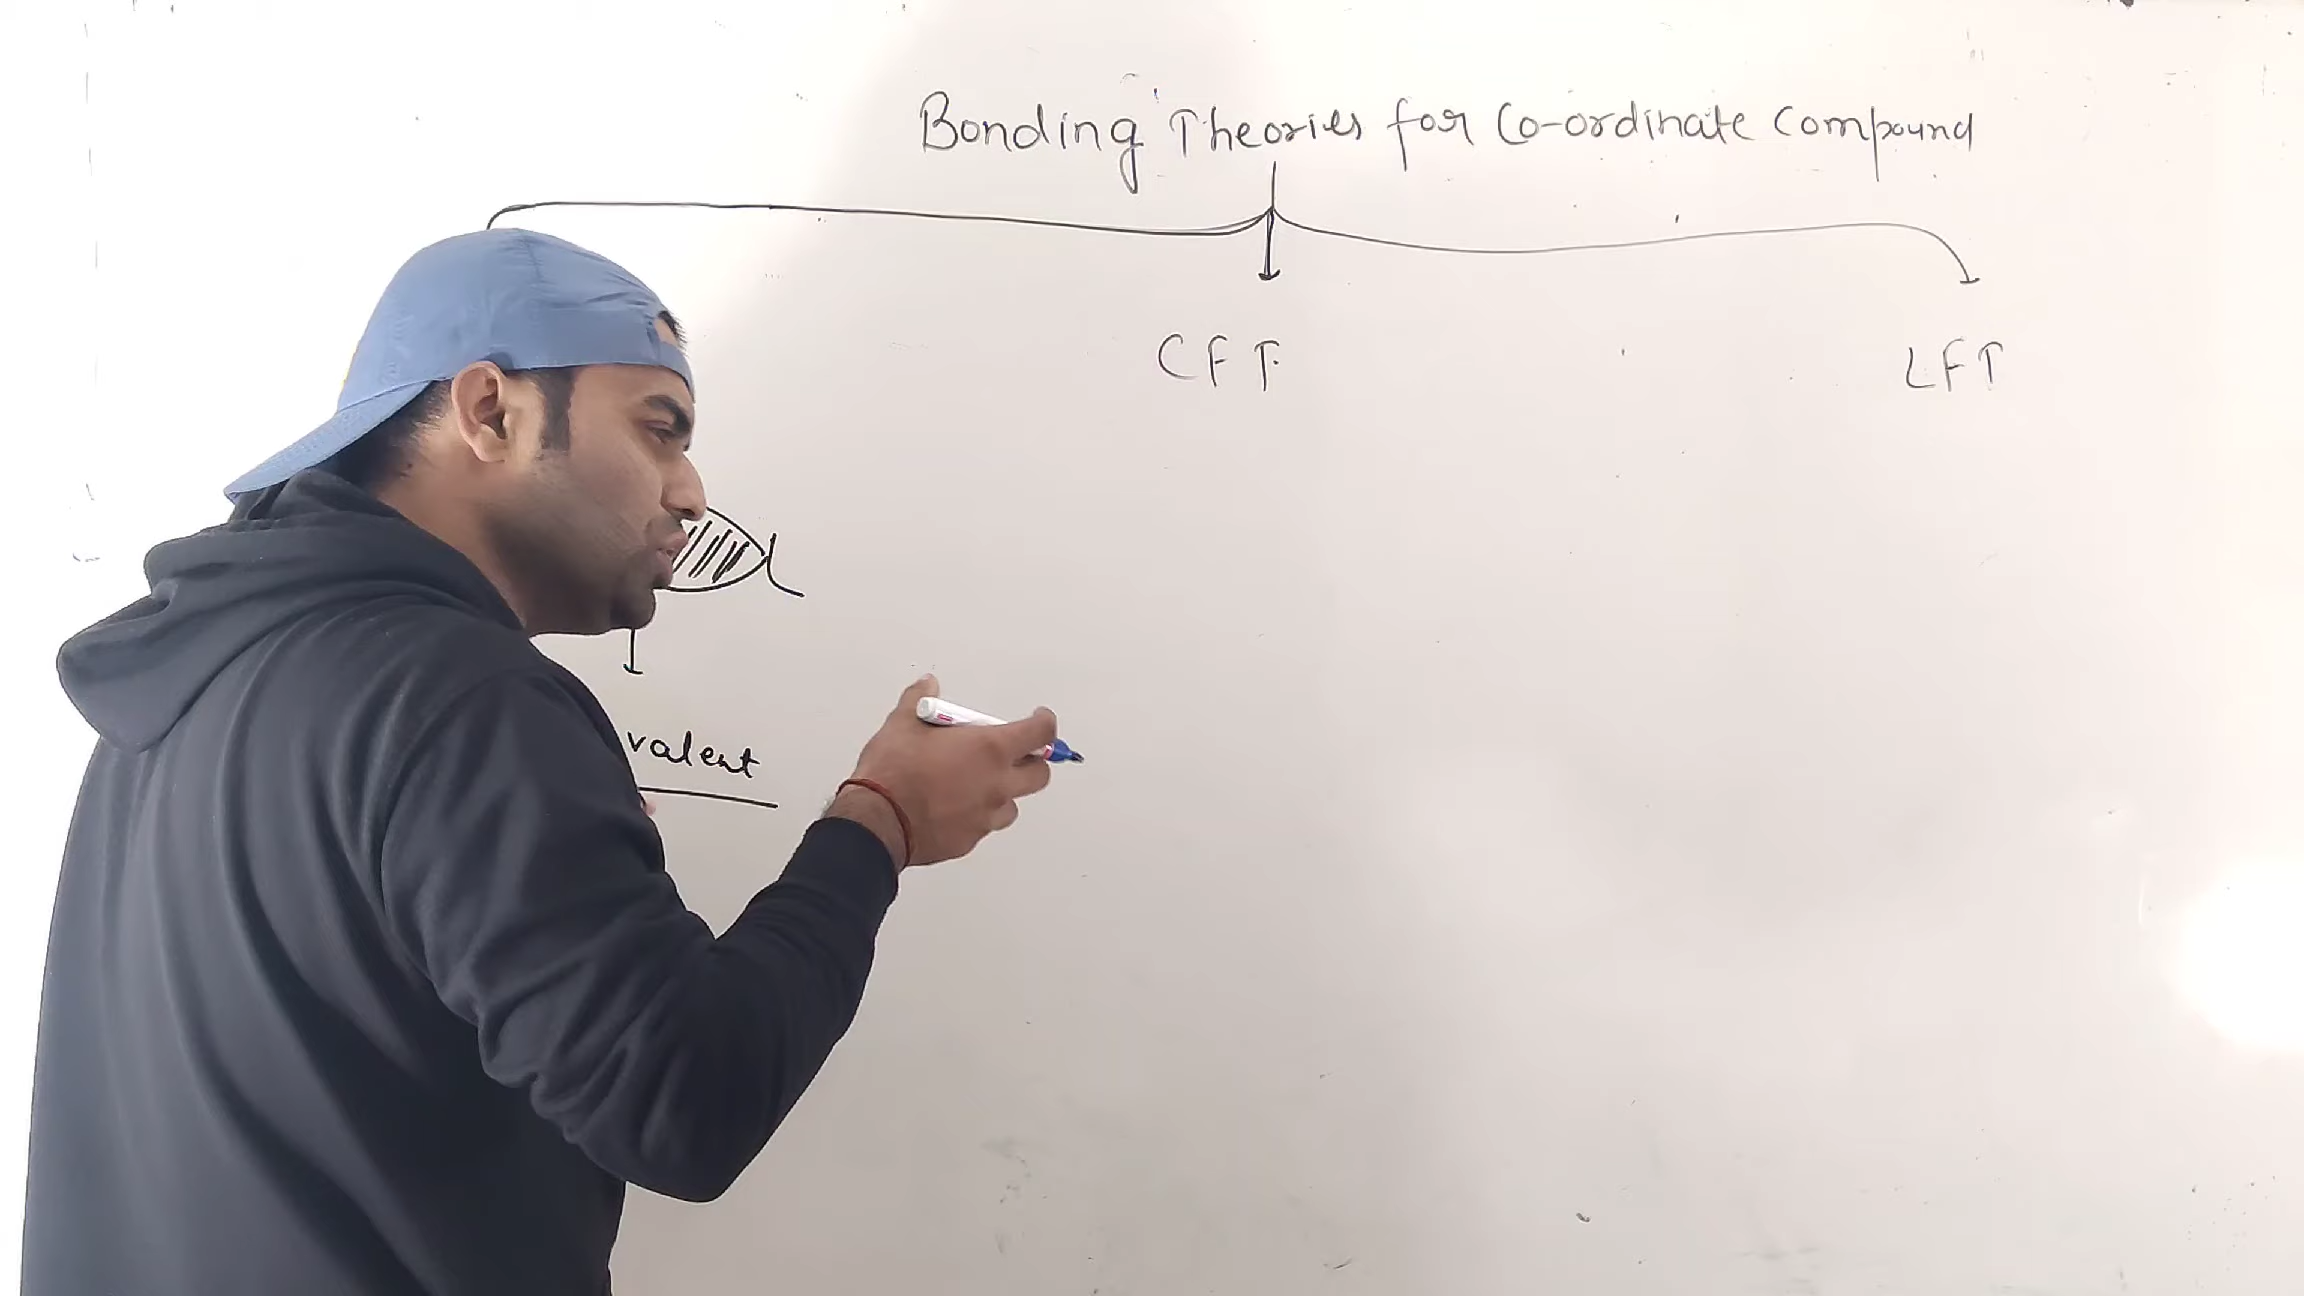 Bonding Theories for Co-ordinate Compound
CFT
LFT
valent